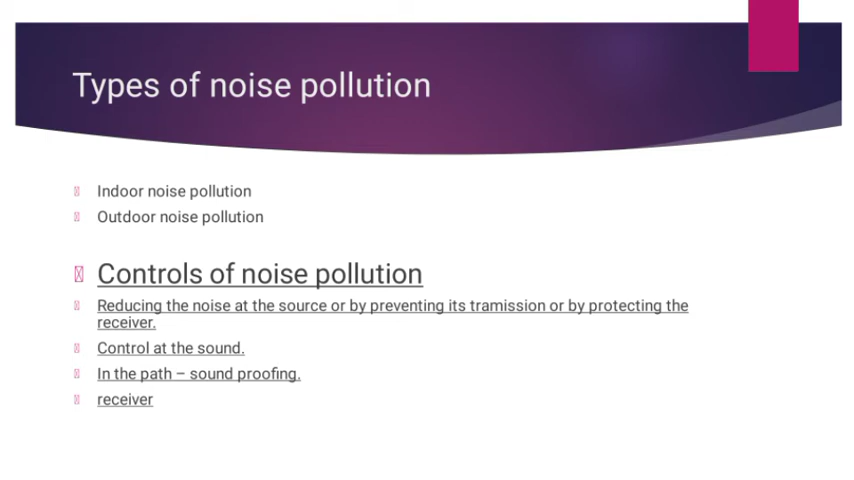 Types of noise pollution
Indoor noise pollution
Outdoor noise pollution
Controls of noise pollution
Reducing the noise at the source or by preventing its tramission or by protecting the
receiver.
Control at the sound.
In the path – sound proofing.
receiver